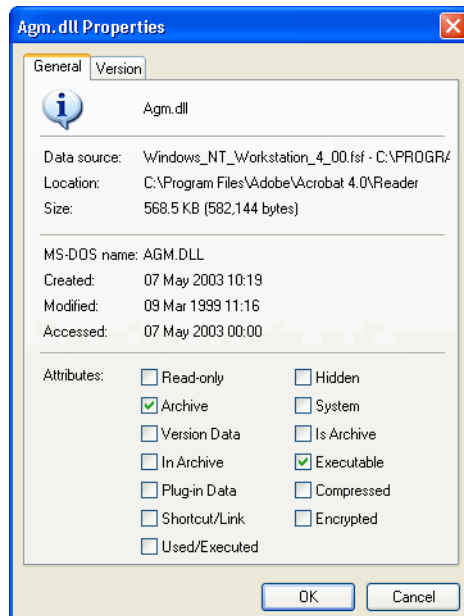 Agm.dll Properties
General Version
Agm.dll
Data source: Windows_NT_Workstation_4_00.fsf - C:\PROGRA
Location: C:\Program Files\Adobe\Acrobat 4.0\Reader
Size: 568.5 KB (582,144 bytes)
MS-DOS name: AGM.DLL
Created: 07 May 2003 10:19
Modified: 09 Mar 1999 11:16
Accessed: 07 May 2003 00:00
Attributes: Read-only Hidden
Archive System
Version Data Is Archive
In Archive Executable
Plug-in Data Compressed
Shortcut/Link Encrypted
Used/Executed
OK Cancel